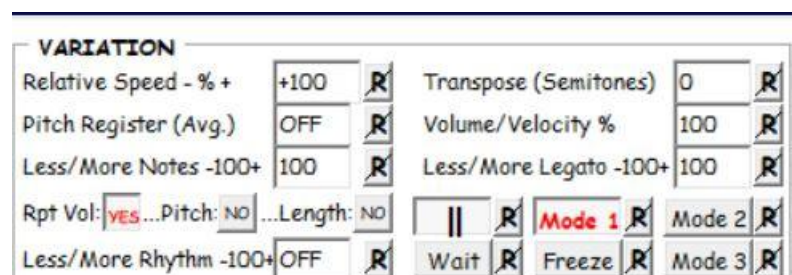 VARIATION
Relative Speed - % + +100 R Transpose (Semitones) 0 R
Pitch Register (Avg.) OFF R Volume/Velocity % 100 R
Less/More Notes -100+ 100 R Less/More Legato -100+ 100 R
Rpt Vol: YES ...Pitch: NO ...Length: NO || R Mode 1 R Mode 2 R
Less/More Rhythm -100+ OFF R Wait R Freeze R Mode 3 R